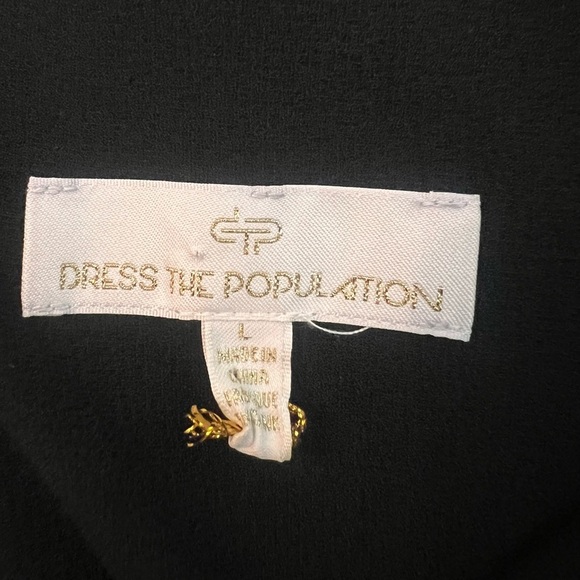 DRESS THE POPULATION
L
MADE IN
CHINA